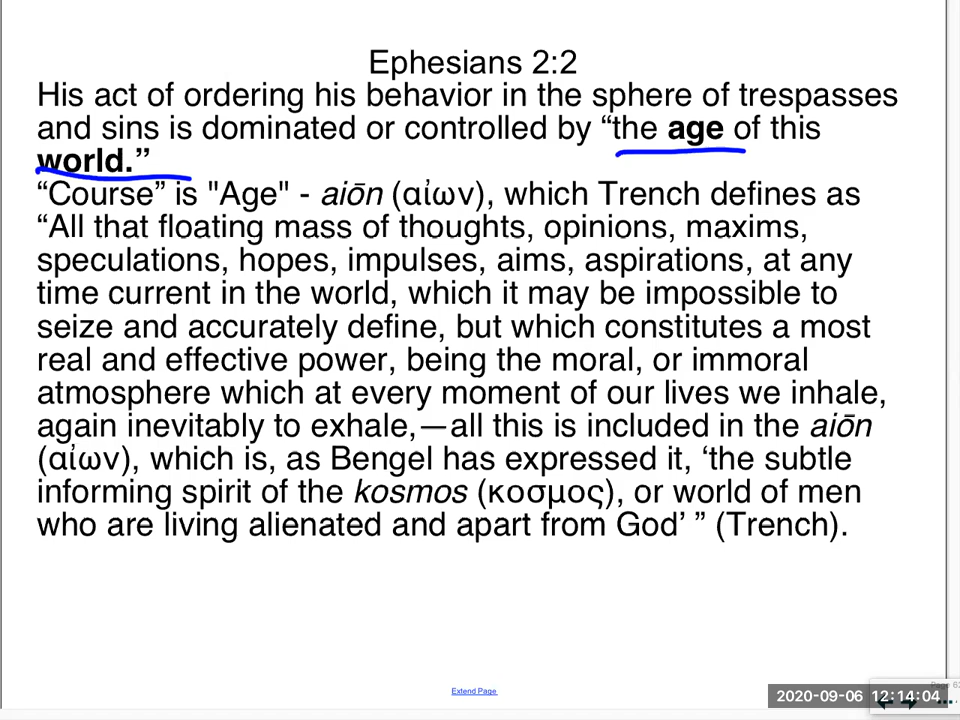 Ephesians 2:2
His act of ordering his behavior in the sphere of trespasses
and sins is dominated or controlled by “the age of this
world.”
“Course” is "Age" - aiōn (αἰων), which Trench defines as
“All that floating mass of thoughts, opinions, maxims,
speculations, hopes, impulses, aims, aspirations, at any
time current in the world, which it may be impossible to
seize and accurately define, but which constitutes a most
real and effective power, being the moral, or immoral
atmosphere which at every moment of our lives we inhale,
again inevitably to exhale,—all this is included in the aiōn
(αἰων), which is, as Bengel has expressed it, ‘the subtle
informing spirit of the kosmos (κοσμος), or world of men
who are living alienated and apart from God’ ” (Trench).
Extend Page
2020-09-06 12:14:04